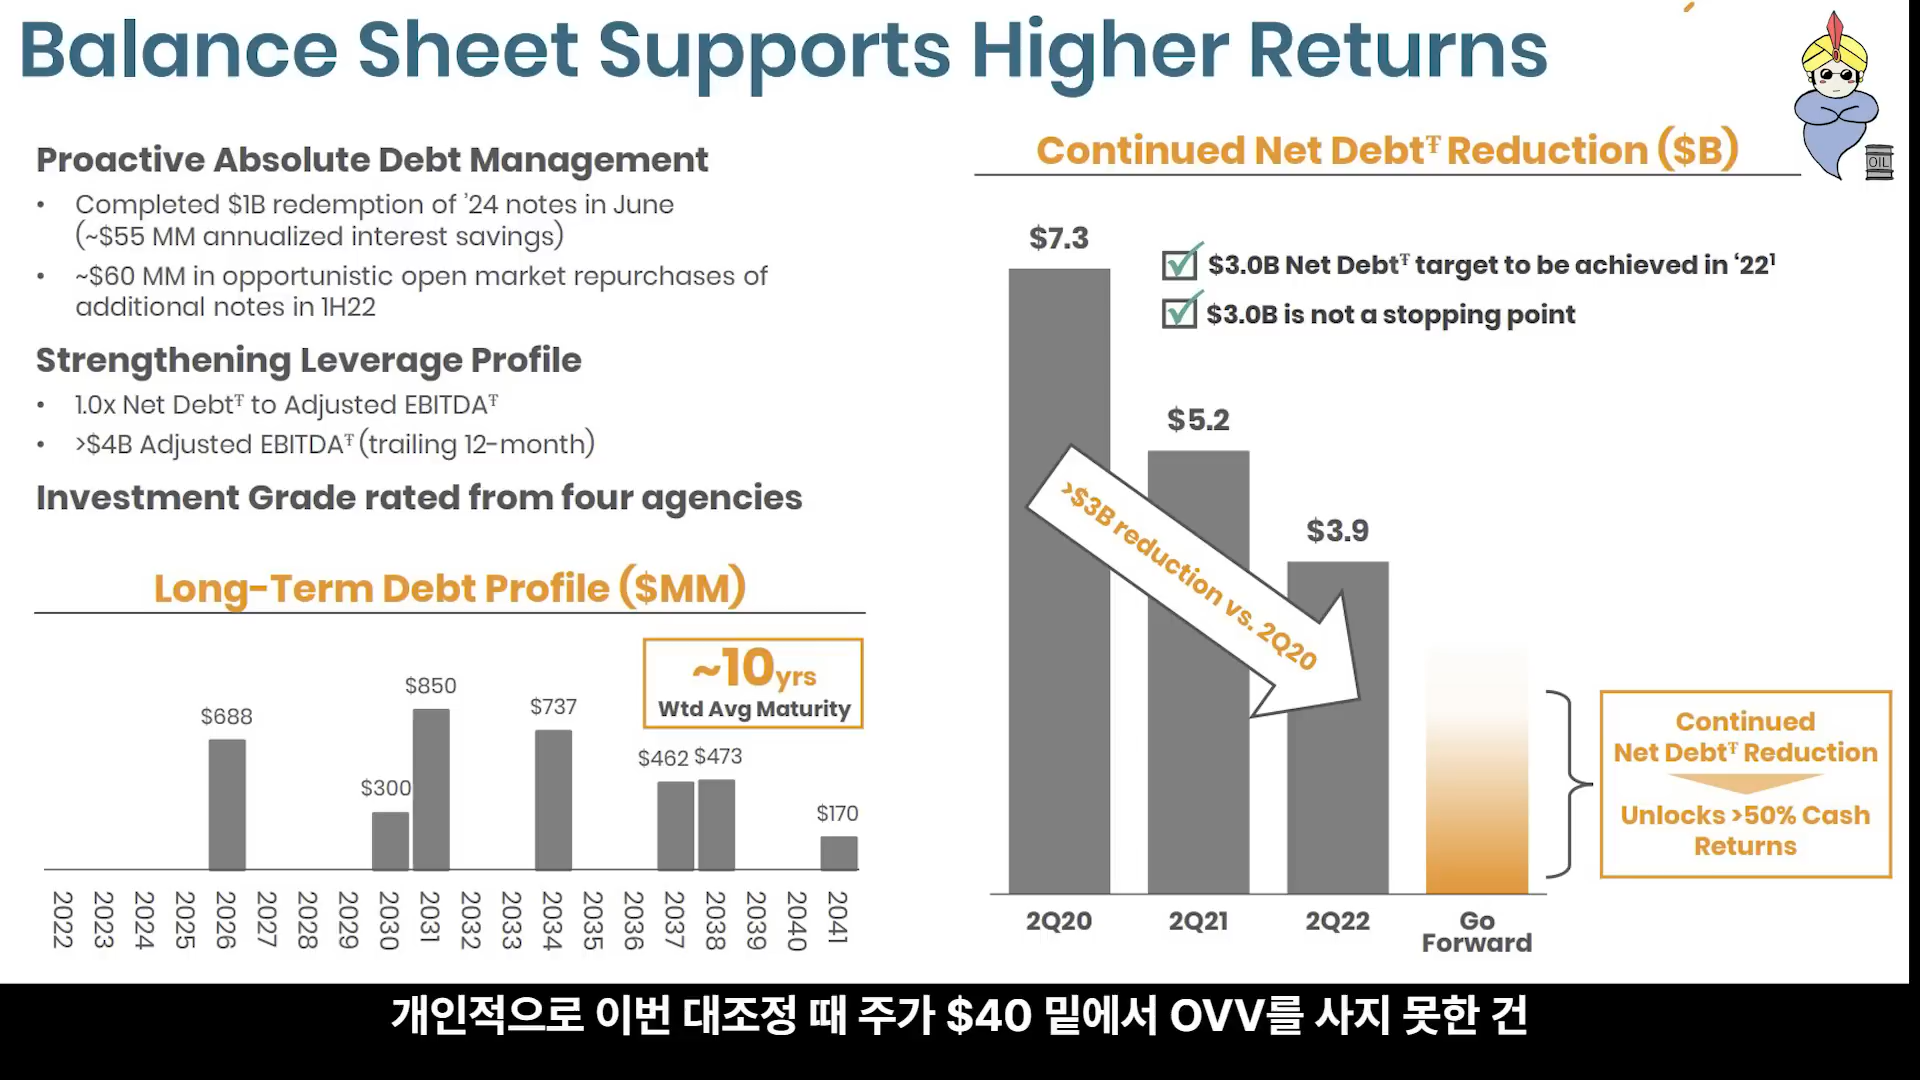 Balance Sheet Supports Higher Returns
OIL
Proactive Absolute Debt Management
• Completed $1B redemption of ’24 notes in June
(~$55 MM annualized interest savings)
• ~$60 MM in opportunistic open market repurchases of
additional notes in 1H22
Strengthening Leverage Profile
• 1.0x Net Debt₸ to Adjusted EBITDA₸
• >$4B Adjusted EBITDA₸ (trailing 12-month)
Investment Grade rated from four agencies
Long-Term Debt Profile ($MM)
~10yrs
Wtd Avg Maturity
$688
$300
$850
$737
$462
$473
$170
2022
2023
2024
2025
2026
2027
2028
2029
2030
2031
2032
2033
2034
2035
2036
2037
2038
2039
2040
2041
Continued Net Debt₸ Reduction ($B)
$7.3
☑ $3.0B Net Debt₸ target to be achieved in ‘22¹
☑ $3.0B is not a stopping point
$5.2
$3.9
>$3B reduction vs. 2Q20
Continued
Net Debt₸ Reduction
Unlocks >50% Cash
Returns
2Q20
2Q21
2Q22
Go
Forward
개인적으로 이번 대조정 때 주가 $40 밑에서 OVV를 사지 못한 건